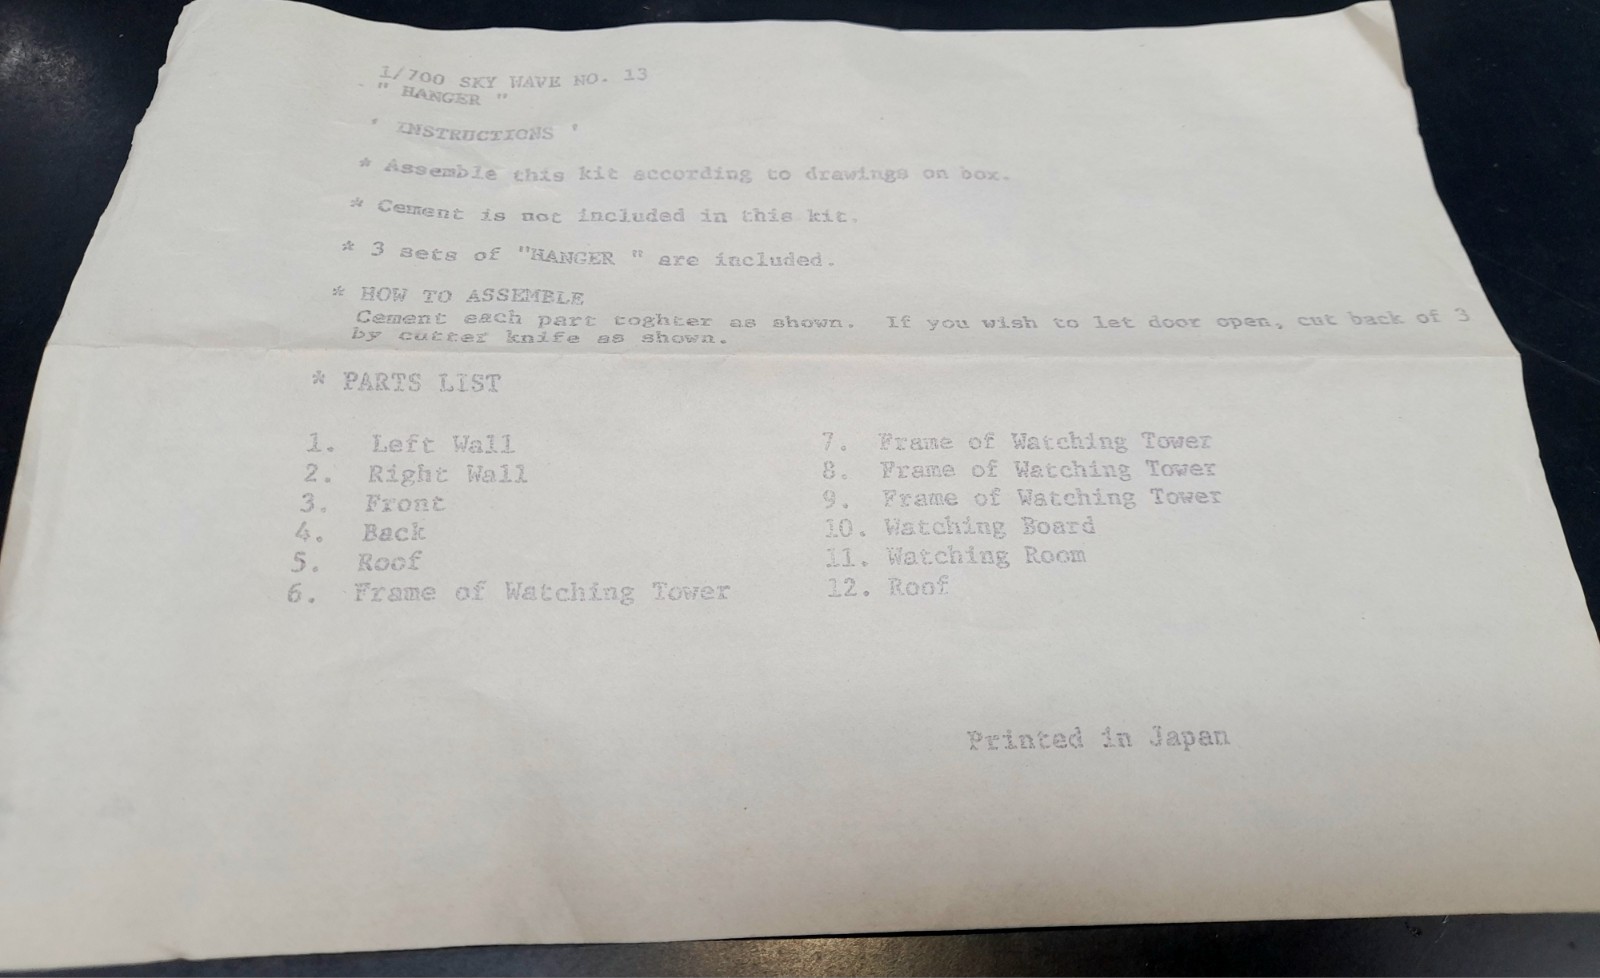 1/700 SKY WAVE NO. 13
" HANGER "
' INSTRUCTIONS '
* Assemble this kit according to drawings on box.
* Cement is not included in this kit.
* 3 sets of "HANGER " are included.
* HOW TO ASSEMBLE
Cement each part toghter as shown. If you wish to let door open, cut back of 3
by cutter knife as shown.
* PARTS LIST
1. Left Wall
2. Right Wall
3. Front
4. Back
5. Roof
6. Frame of Watching Tower
7. Frame of Watching Tower
8. Frame of Watching Tower
9. Frame of Watching Tower
10. Watching Board
11. Watching Room
12. Roof
Printed in Japan